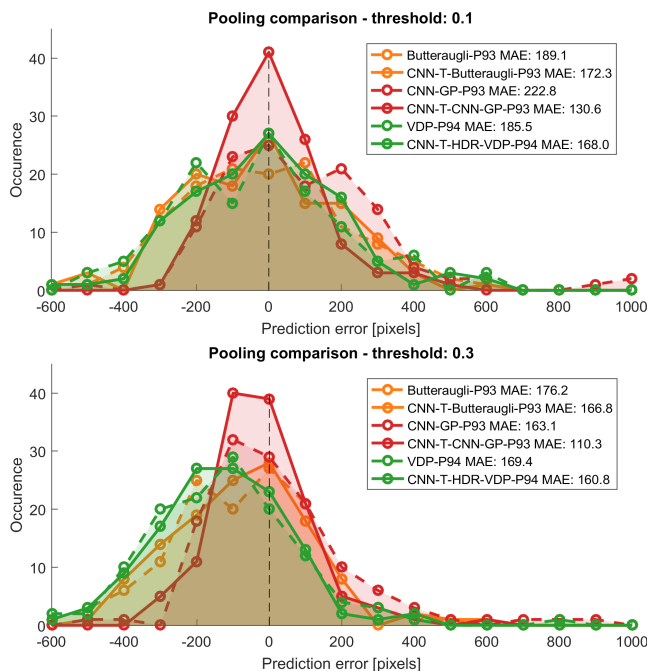 Pooling comparison - threshold: 0.1
40
30
20
10
0
Occurence
Butteraugli-P93 MAE: 189.1
CNN-T-Butteraugli-P93 MAE: 172.3
CNN-GP-P93 MAE: 222.8
CNN-T-CNN-GP-P93 MAE: 130.6
VDP-P94 MAE: 185.5
CNN-T-HDR-VDP-P94 MAE: 168.0
-600 -400 -200 0 200 400 600 800 1000
Prediction error [pixels]
Pooling comparison - threshold: 0.3
40
30
20
10
0
Occurence
Butteraugli-P93 MAE: 176.2
CNN-T-Butteraugli-P93 MAE: 166.8
CNN-GP-P93 MAE: 163.1
CNN-T-CNN-GP-P93 MAE: 110.3
VDP-P94 MAE: 169.4
CNN-T-HDR-VDP-P94 MAE: 160.8
-600 -400 -200 0 200 400 600 800 1000
Prediction error [pixels]